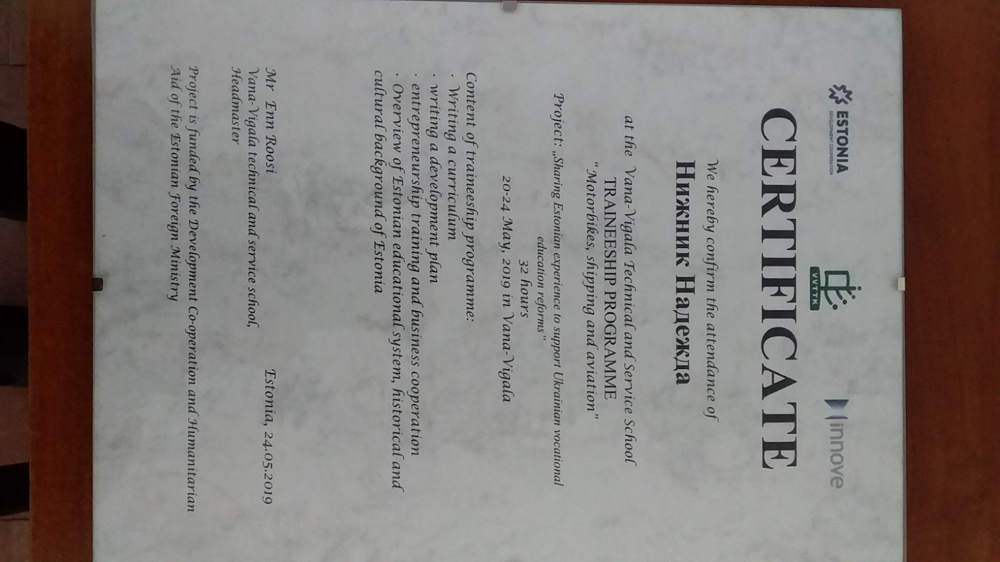 ESTONIA
DEVELOPMENT COOPERATION
VVTTK
innove
CERTIFICATE
We hereby confirm the attendance of
Нижник Надежда
at the Vana-Vigala Technical and Service School
TRAINEESHIP PROGRAMME
“Motorbikes, shipping and aviation”
Project: „Sharing Estonian experience to support Ukrainian vocational
education reforms“
32 hours
20-24 May, 2019 in Vana-Vigala
Content of traineeship programme:
· Writing a curriculum
· writing a development plan
· entrepreneurship training and business cooperation
· Overview of Estonian educational system, historical and
cultural background of Estonia
Mr Enn Roosi
Estonia, 24.05.2019
Vana-Vigala technical and service school,
Headmaster
Project is funded by the Development Co-operation and Humanitarian
Aid of the Estonian Foreign Ministry